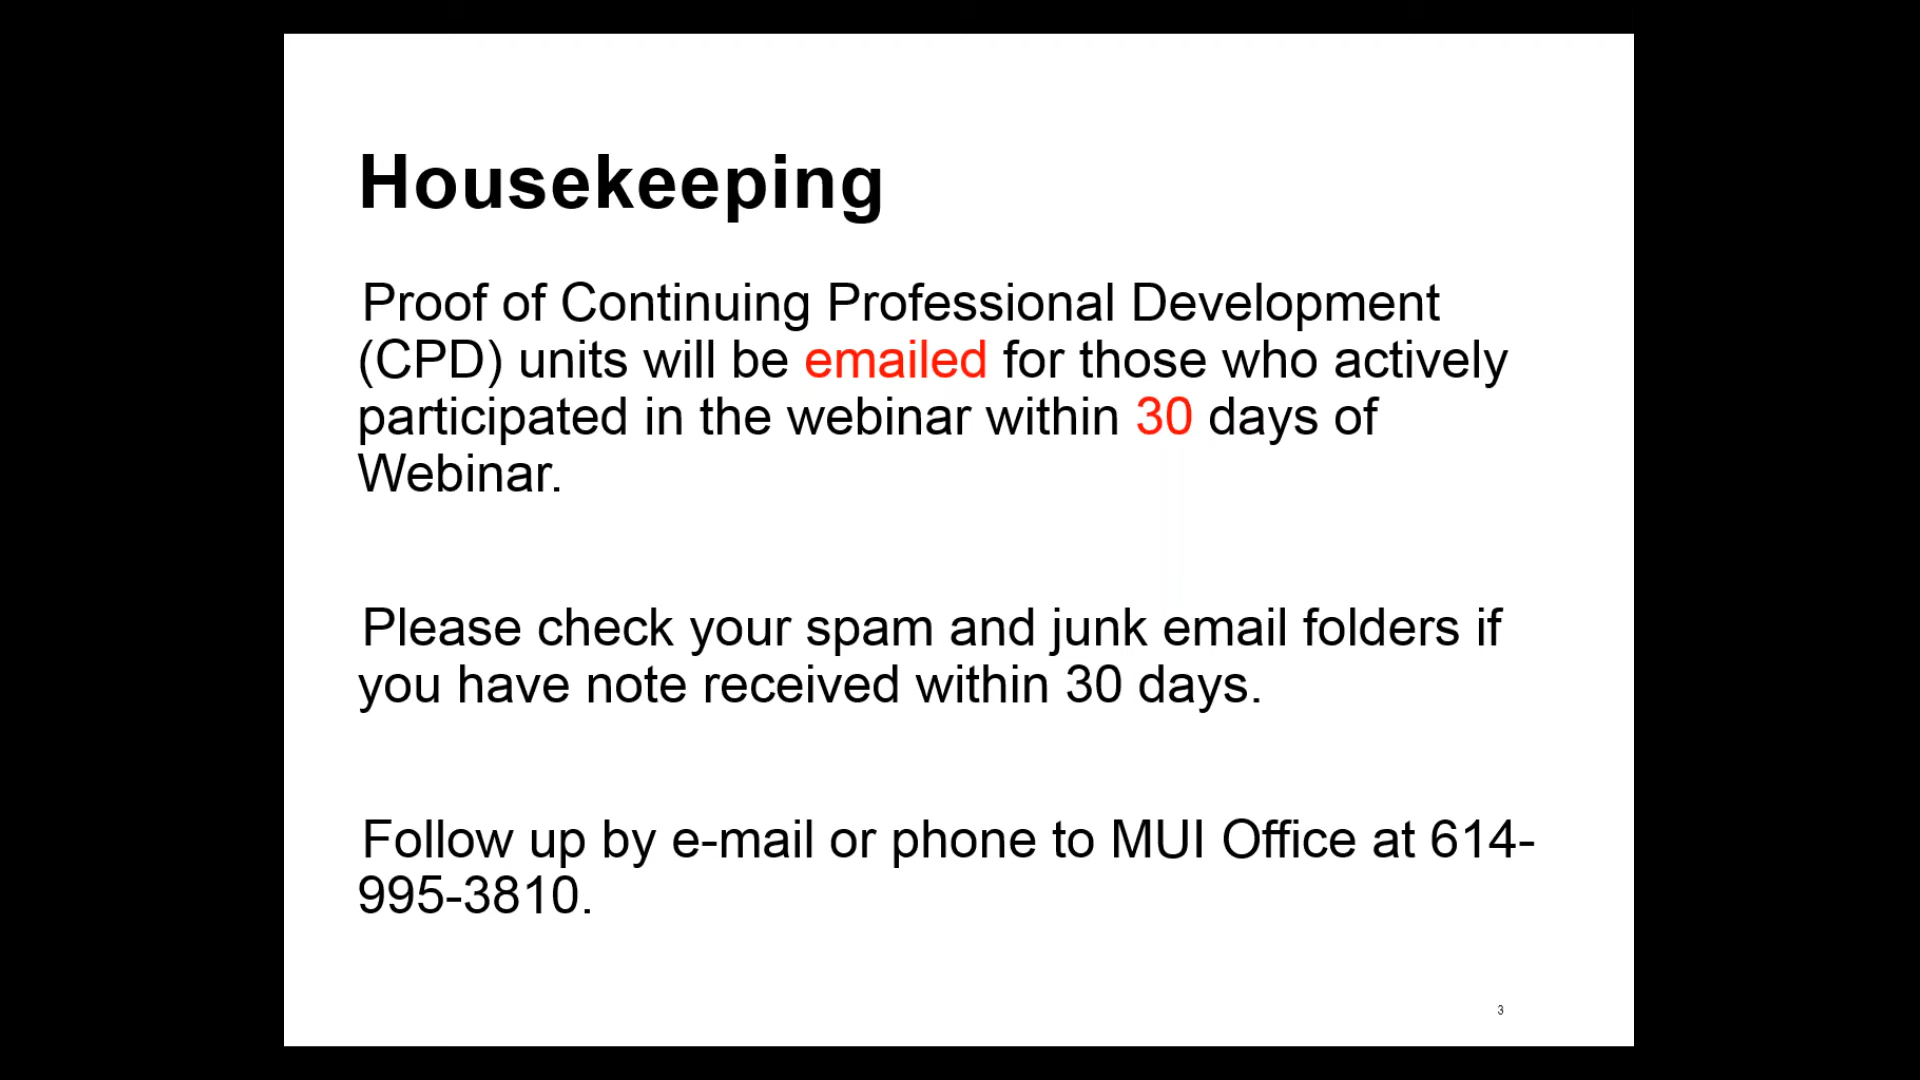 Housekeeping
Proof of Continuing Professional Development
(CPD) units will be emailed for those who actively
participated in the webinar within 30 days of
Webinar.
Please check your spam and junk email folders if
you have note received within 30 days.
Follow up by e-mail or phone to MUI Office at 614-
995-3810.
3